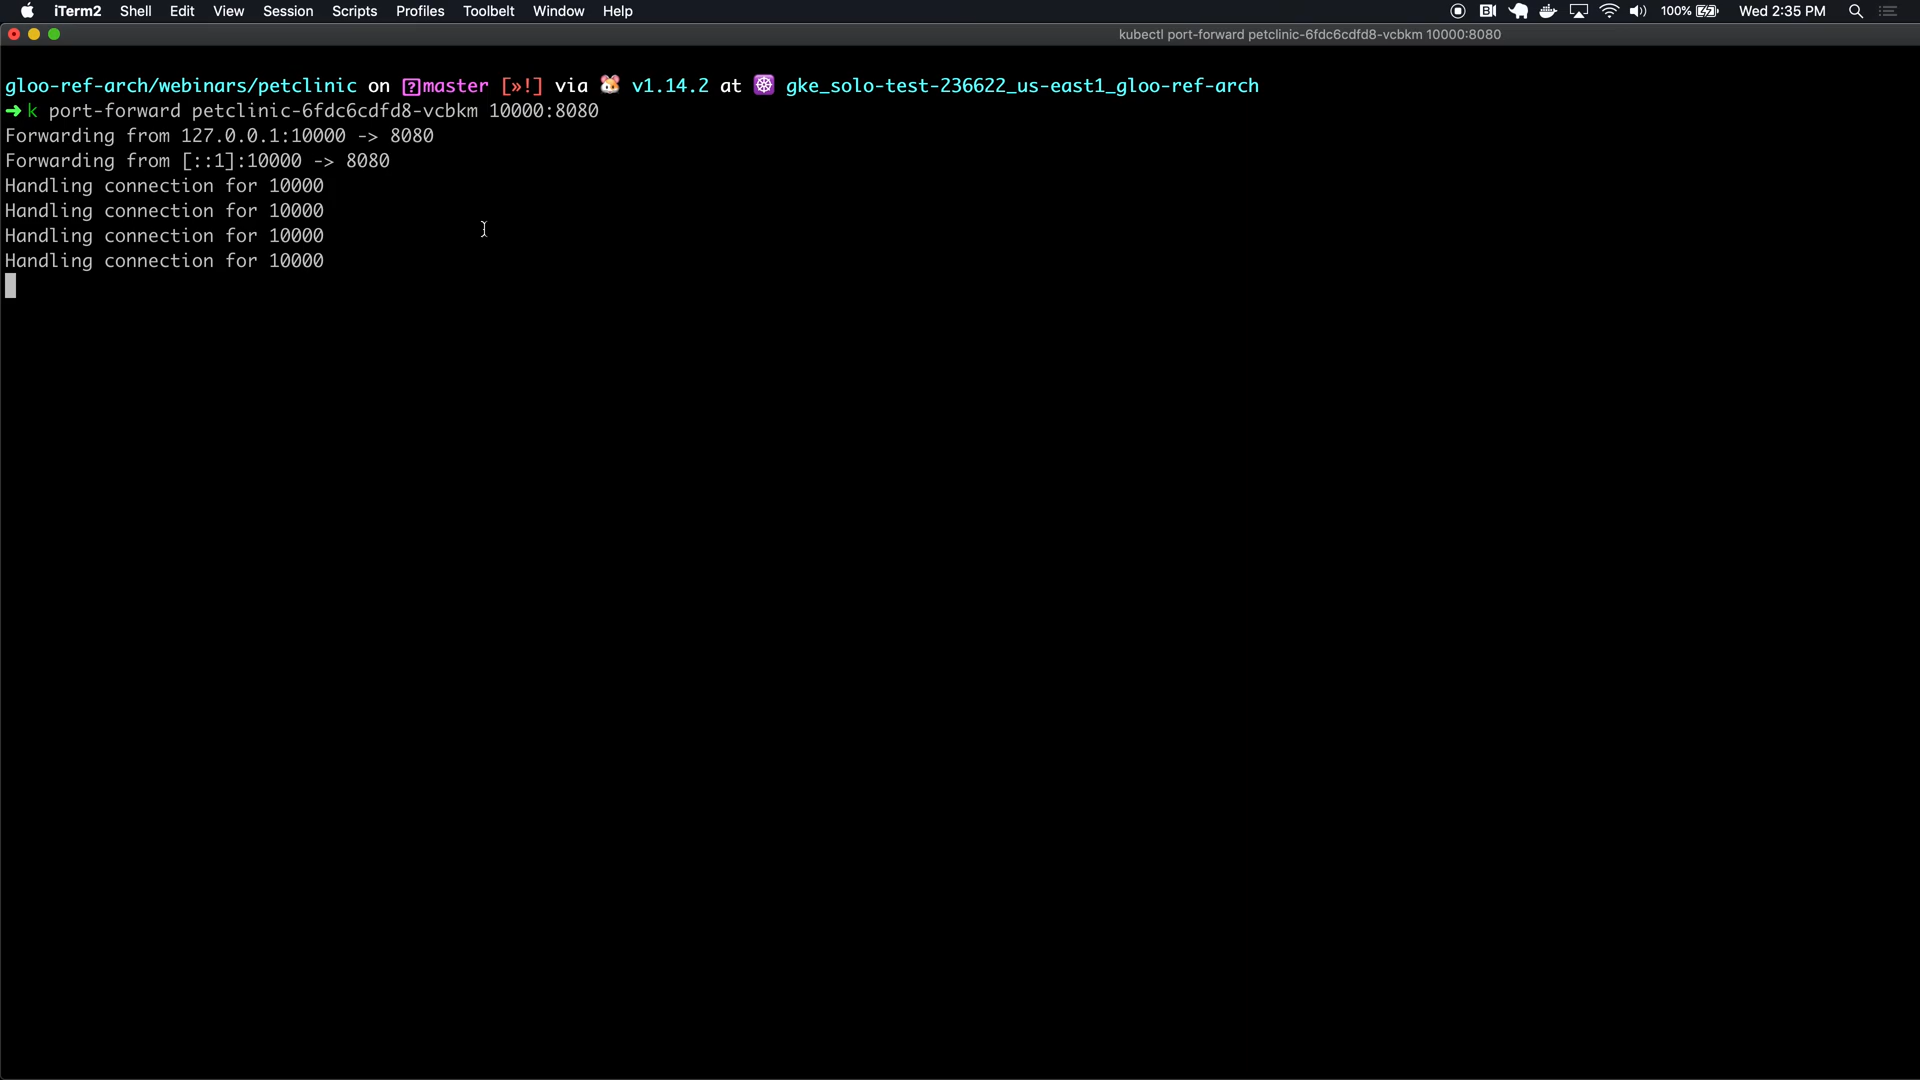 iTerm2 Shell Edit View Session Scripts Profiles Toolbelt Window Help 100% Wed 2:35 PM
kubectl port-forward petclinic-6fdc6cdfd8-vcbkm 10000:8080
gloo-ref-arch/webinars/petclinic on [?]master [»!] via 🐹 v1.14.2 at ☸ gke_solo-test-236622_us-east1_gloo-ref-arch
➜ k port-forward petclinic-6fdc6cdfd8-vcbkm 10000:8080
Forwarding from 127.0.0.1:10000 -> 8080
Forwarding from [::1]:10000 -> 8080
Handling connection for 10000
Handling connection for 10000
Handling connection for 10000
Handling connection for 10000